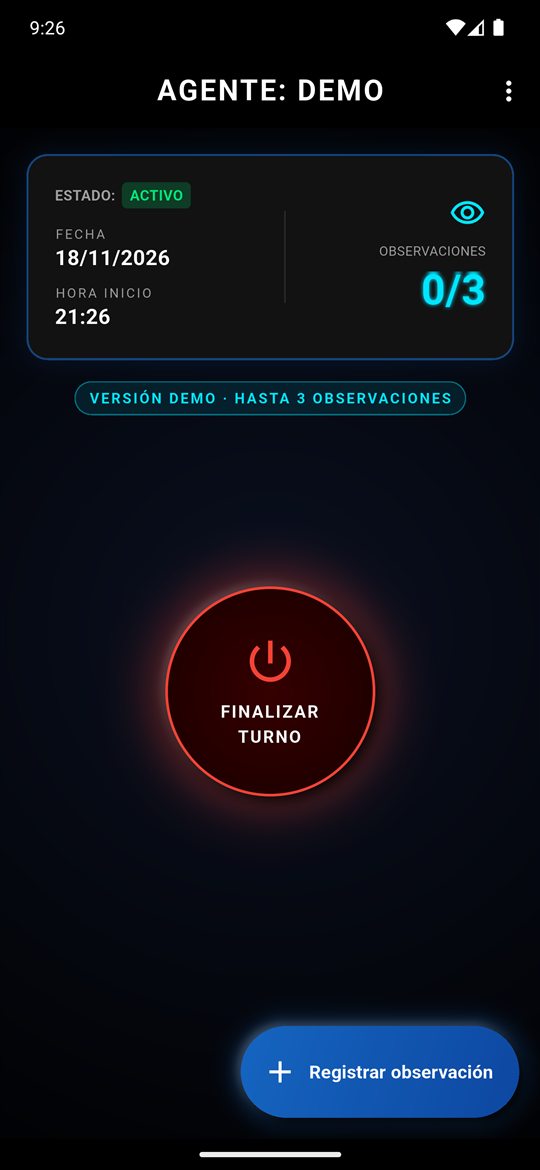 9:26
AGENTE: DEMO
ESTADO: ACTIVO
FECHA
18/11/2026
HORA INICIO
21:26
OBSERVACIONES
0/3
VERSIÓN DEMO · HASTA 3 OBSERVACIONES
FINALIZAR
TURNO
Registrar observación